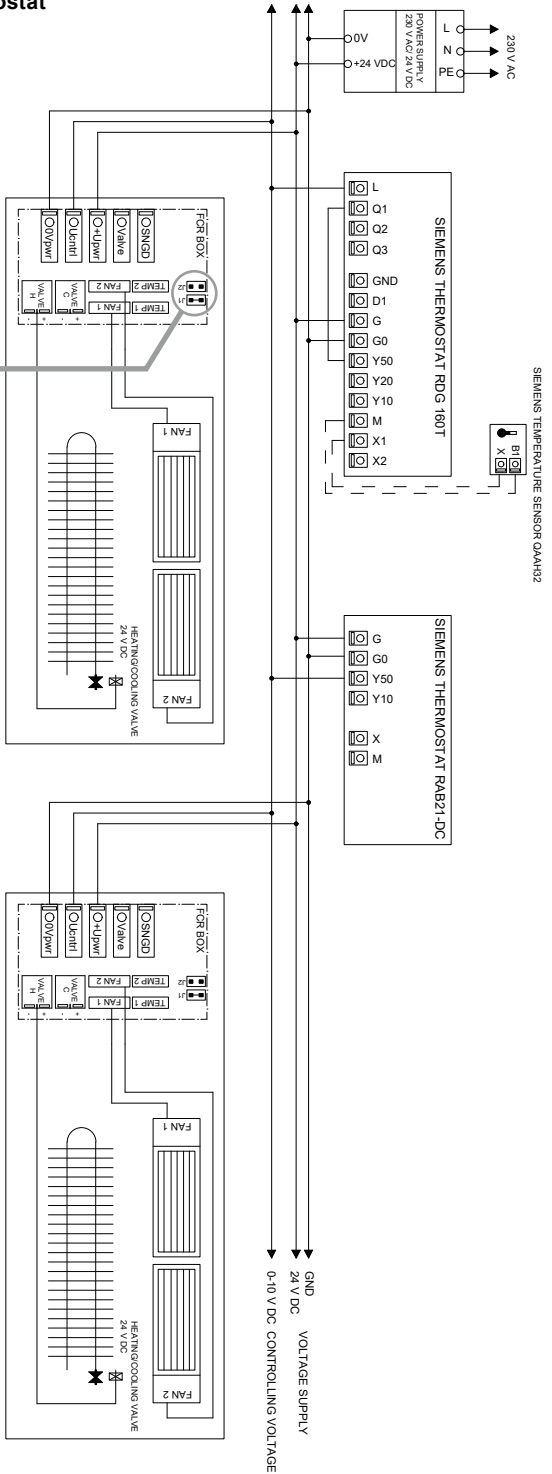 ostat
L
N
PE
230 V AC
POWER SUPPLY
230 V AC/ 24 V DC
0V
+24 VDC
SIEMENS THERMOSTAT RDG 160T
L
Q1
Q2
Q3
GND
D1
G
G0
Y50
Y20
Y10
M
X1
X2
SIEMENS TEMPERATURE SENSOR QAAH32
B1
X
SIEMENS THERMOSTAT RAB21-DC
G
G0
Y50
Y10
X
M
FCR BOX
0Vpwr
Ucntrl
+Upwr
Valve
SNGD
J2
J1
TEMP 2
TEMP 1
FAN 2
FAN 1
VALVE
C
+
-
VALVE
H
+
-
FAN 1
FAN 2
HEATING/COOLING VALVE
24 V DC
FCR BOX
0Vpwr
Ucntrl
+Upwr
Valve
SNGD
J2
J1
TEMP 2
TEMP 1
FAN 2
FAN 1
VALVE
C
+
-
VALVE
H
+
-
FAN 1
FAN 2
HEATING/COOLING VALVE
24 V DC
GND
24 V DC
VOLTAGE SUPPLY
0-10 V DC CONTROLLING VOLTAGE